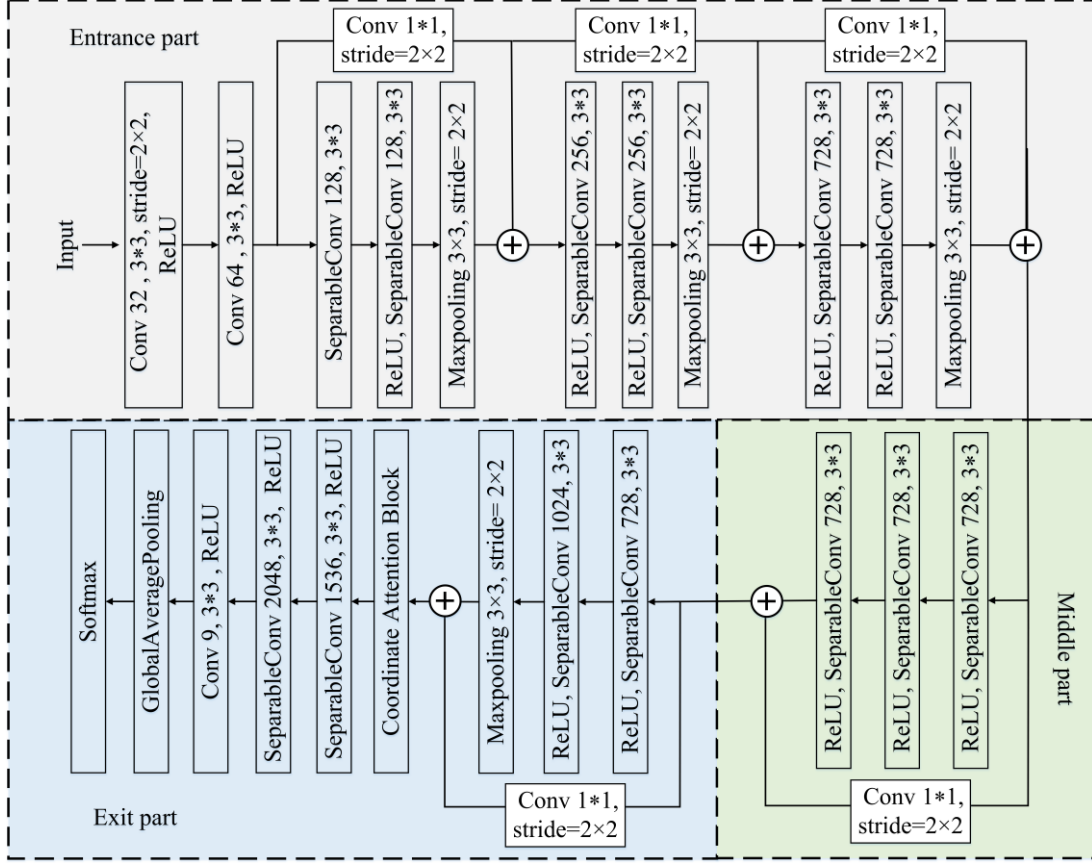 Entrance part
Conv 1*1,
stride=2×2
Conv 1*1,
stride=2×2
Conv 1*1,
stride=2×2
Input
Conv 32 , 3*3, stride=2×2,
ReLU
Conv 64 , 3*3, ReLU
SeparableConv 128, 3*3
ReLU, SeparableConv 128, 3*3
Maxpooling 3×3, stride= 2×2
+
ReLU, SeparableConv 256, 3*3
ReLU, SeparableConv 256, 3*3
Maxpooling 3×3, stride= 2×2
+
ReLU, SeparableConv 728, 3*3
ReLU, SeparableConv 728, 3*3
Maxpooling 3×3, stride= 2×2
+
Middle part
ReLU, SeparableConv 728, 3*3
ReLU, SeparableConv 728, 3*3
ReLU, SeparableConv 728, 3*3
+
Conv 1*1,
stride=2×2
ReLU, SeparableConv 728, 3*3
ReLU, SeparableConv 1024, 3*3
Maxpooling 3×3, stride= 2×2
+
Conv 1*1,
stride=2×2
Coordinate Attention Block
SeparableConv 1536, 3*3, ReLU
SeparableConv 2048, 3*3, ReLU
Conv 9, 3*3 , ReLU
GlobalAveragePooling
Softmax
Exit part